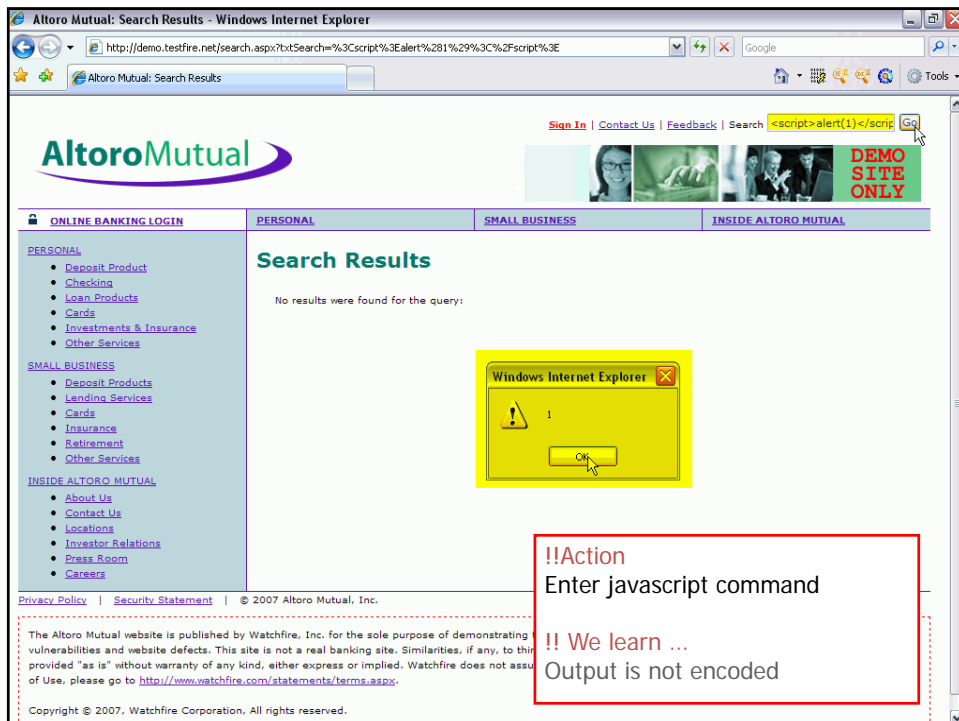 Altoro Mutual: Search Results - Windows Internet Explorer
http://demo.testfire.net/search.aspx?txtSearch=%3Cscript%3Ealert%281%29%3C%2Fscript%3E
Google
Altoro Mutual: Search Results
Tools
Sign In | Contact Us | Feedback | Search <script>alert(1)</scrip Go
AltoroMutual
DEMO
SITE
ONLY
ONLINE BANKING LOGIN
PERSONAL
SMALL BUSINESS
INSIDE ALTORO MUTUAL
PERSONAL
Deposit Product
Checking
Loan Products
Cards
Investments & Insurance
Other Services
SMALL BUSINESS
Deposit Products
Lending Services
Cards
Insurance
Retirement
Other Services
INSIDE ALTORO MUTUAL
About Us
Contact Us
Locations
Investor Relations
Press Room
Careers
Search Results
No results were found for the query:
Windows Internet Explorer
1
OK
Privacy Policy | Security Statement | © 2007 Altoro Mutual, Inc.
The Altoro Mutual website is published by Watchfire, Inc. for the sole purpose of demonstrating
vulnerabilities and website defects. This site is not a real banking site. Similarities, if any, to
provided "as is" without warranty of any kind, either express or implied. Watchfire does not
of Use, please go to http://www.watchfire.com/statements/terms.aspx.
Copyright © 2007, Watchfire Corporation, All rights reserved.
!!Action
Enter javascript command
!! We learn ...
Output is not encoded